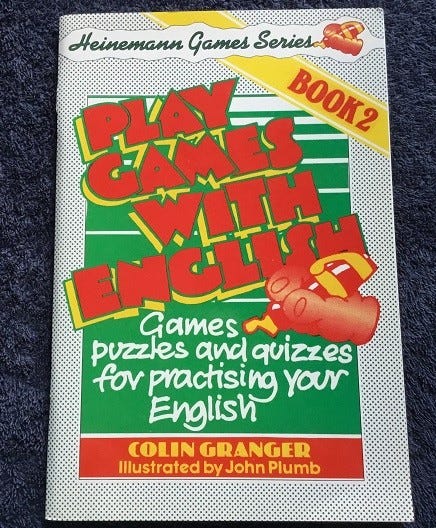 Heinemann Games Series
BOOK 2
PLAY
GAMES
WITH
ENGLISH
Games
puzzles and quizzes
for practising your
English
COLIN GRANGER
Illustrated by John Plumb